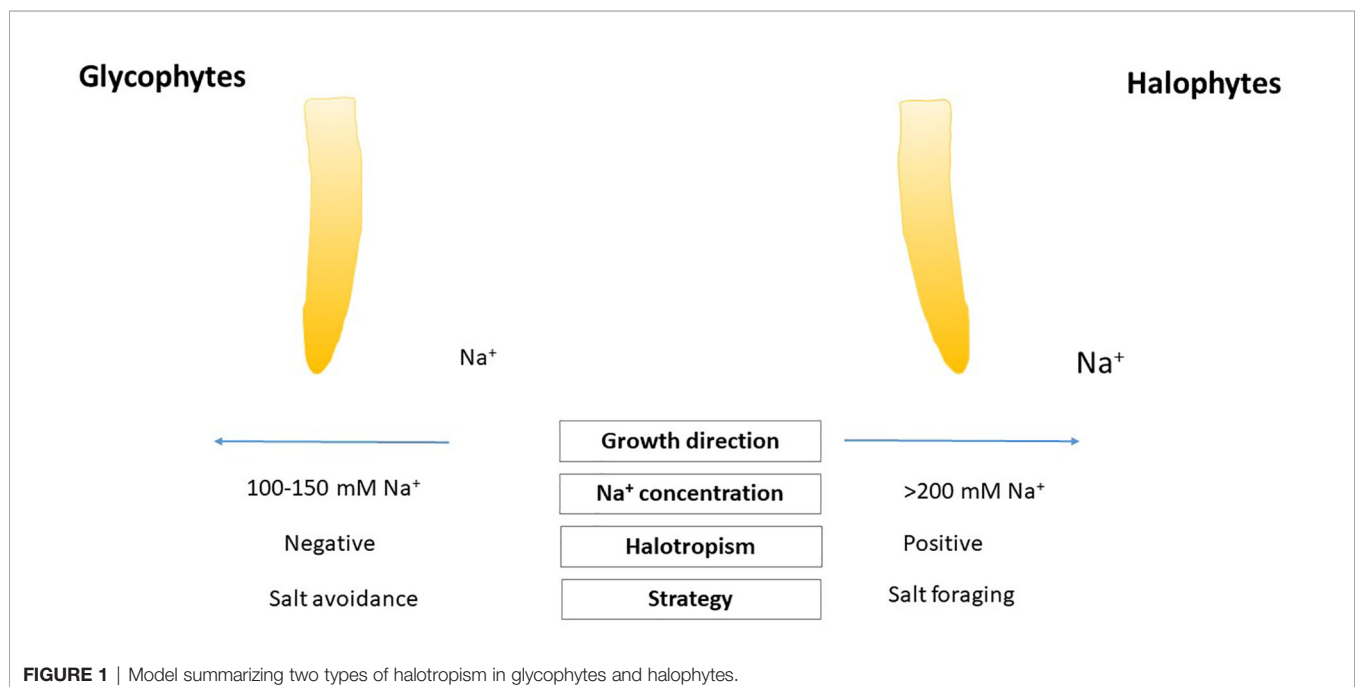 Glycophytes
Halophytes
Na⁺
Na⁺
Growth direction
100-150 mM Na⁺
Na⁺ concentration
>200 mM Na⁺
Negative
Halotropism
Positive
Salt avoidance
Strategy
Salt foraging
FIGURE 1 | Model summarizing two types of halotropism in glycophytes and halophytes.